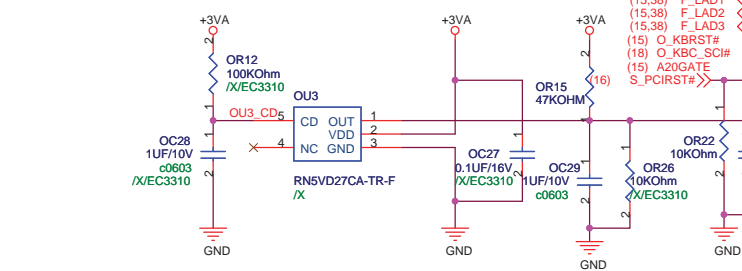 (15,38) F_LAD1
(15,38) F_LAD2
(15,38) F_LAD3
(15) O_KBRST#
(18) O_KBC_SCI#
(15) A20GATE
S_PCIRST#
+3VA
+3VA
+3VA
2
OR12
100KOhm
/X/EC3310
1
OU3_CD
OU3
5 CD OUT 1
VDD 2
4 NC GND 3
RN5VD27CA-TR-F
/X
1
OC28
1UF/10V
c0603
/X/EC3310
2
GND
2
(16)
OR15
47KOHM
1
1
OC27
0.1UF/16V
/X/EC3310
2
GND
1
OC29
1UF/10V
c0603
2
GND
1
OR26
10KOhm
/X/EC3310
2
1
OR22
10KOhm
2
GND